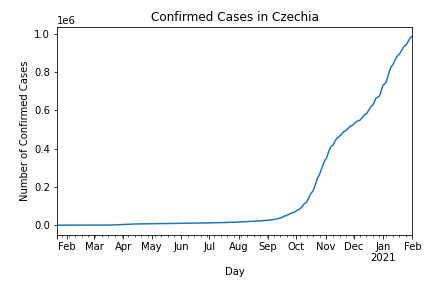 Confirmed Cases in Czechia
1e6
1.0
0.8
0.6
0.4
0.2
0.0
Number of Confirmed Cases
Feb Mar Apr May Jun Jul Aug Sep Oct Nov Dec Jan Feb
2021
Day